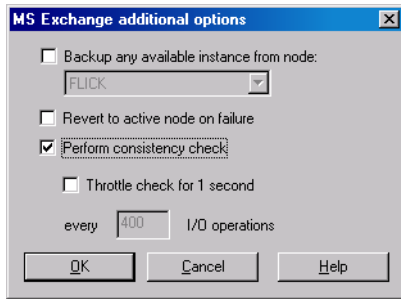 MS Exchange additional options
Backup any available instance from node:
FLICK
Revert to active node on failure
Perform consistency check
Throttle check for 1 second
every 400 I/O operations
OK Cancel Help